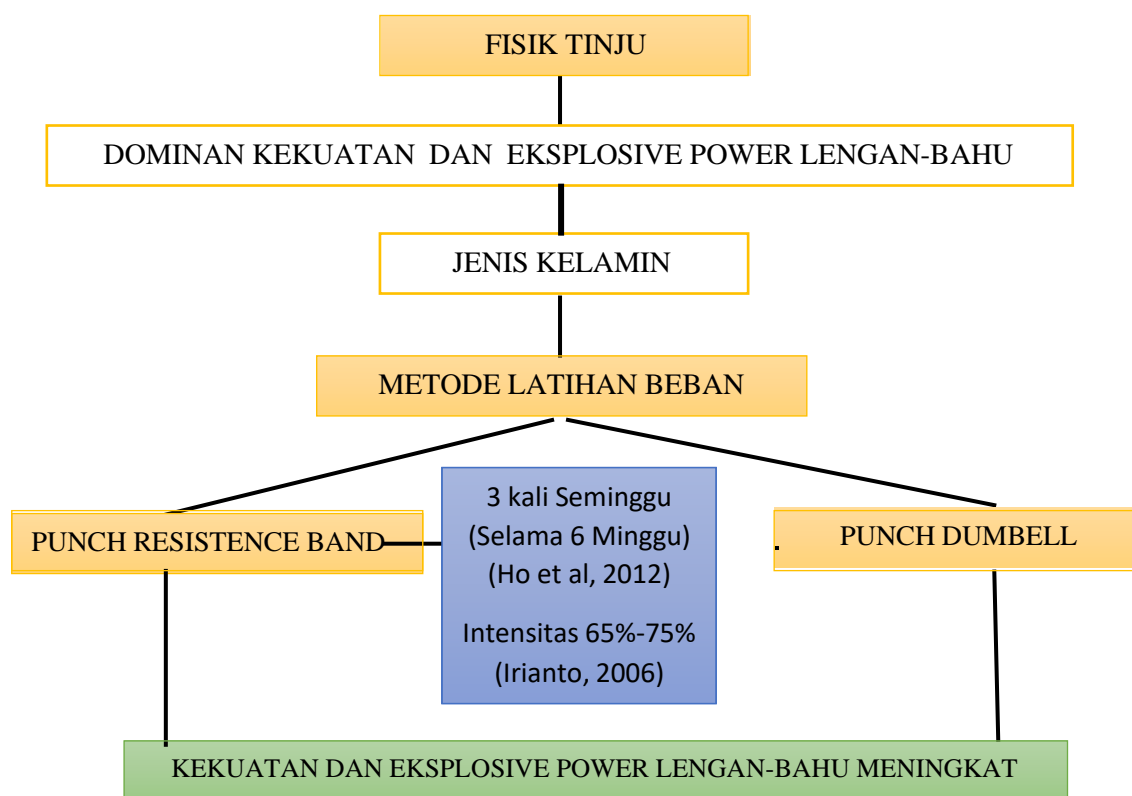 FISIK TINJU
DOMINAN KEKUATAN DAN EKSPLOSIVE POWER LENGAN-BAHU
JENIS KELAMIN
METODE LATIHAN BEBAN
PUNCH RESISTENCE BAND
3 kali Seminggu
(Selama 6 Minggu)
(Ho et al, 2012)
Intensitas 65%-75%
(Irianto, 2006)
PUNCH DUMBELL
KEKUATAN DAN EKSPLOSIVE POWER LENGAN-BAHU MENINGKAT